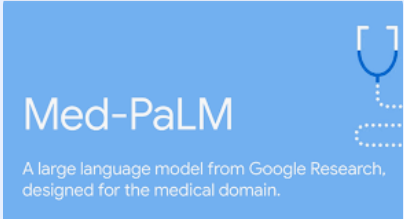 Med-PaLM
A large language model from Google Research,
designed for the medical domain.